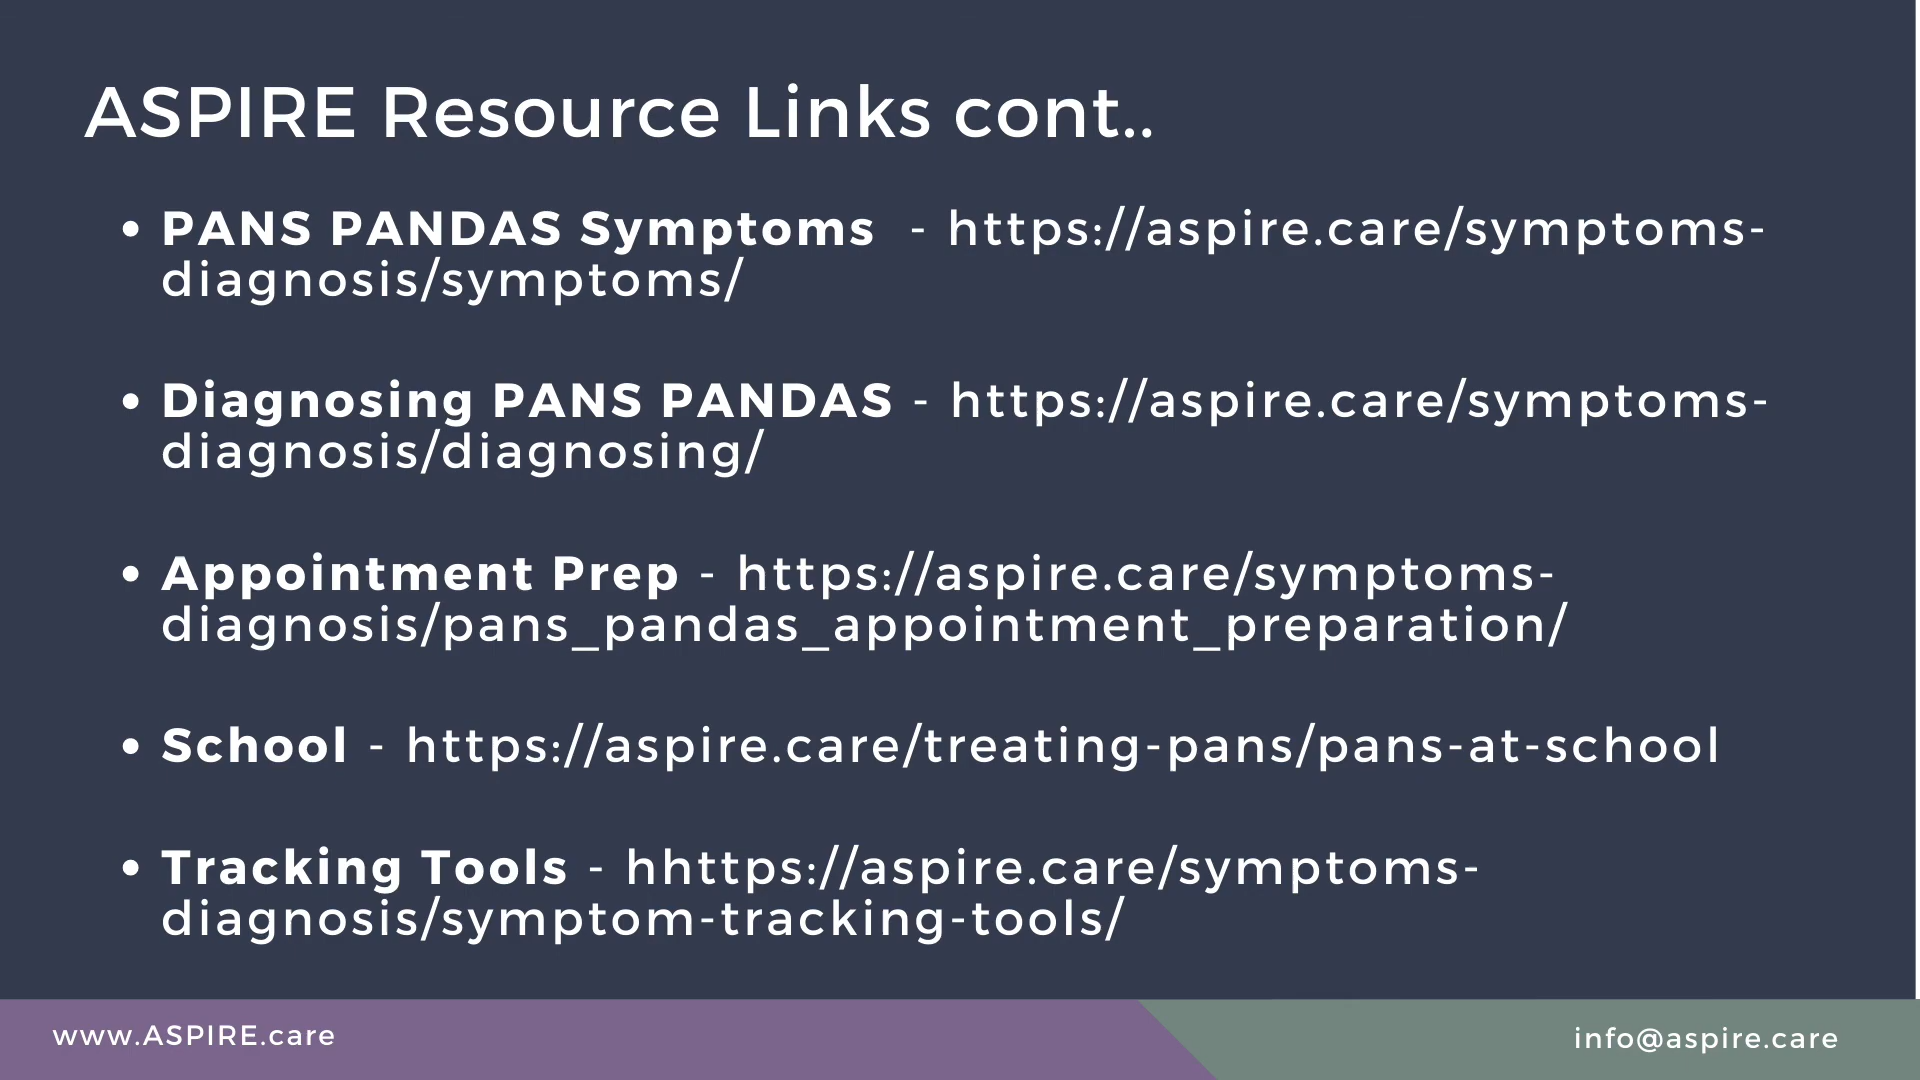 ASPIRE Resource Links cont..
• PANS PANDAS Symptoms - https://aspire.care/symptoms-
diagnosis/symptoms/
• Diagnosing PANS PANDAS - https://aspire.care/symptoms-
diagnosis/diagnosing/
• Appointment Prep - https://aspire.care/symptoms-
diagnosis/pans_pandas_appointment_preparation/
• School - https://aspire.care/treating-pans/pans-at-school
• Tracking Tools - hhttps://aspire.care/symptoms-
diagnosis/symptom-tracking-tools/
www.ASPIRE.care
info@aspire.care